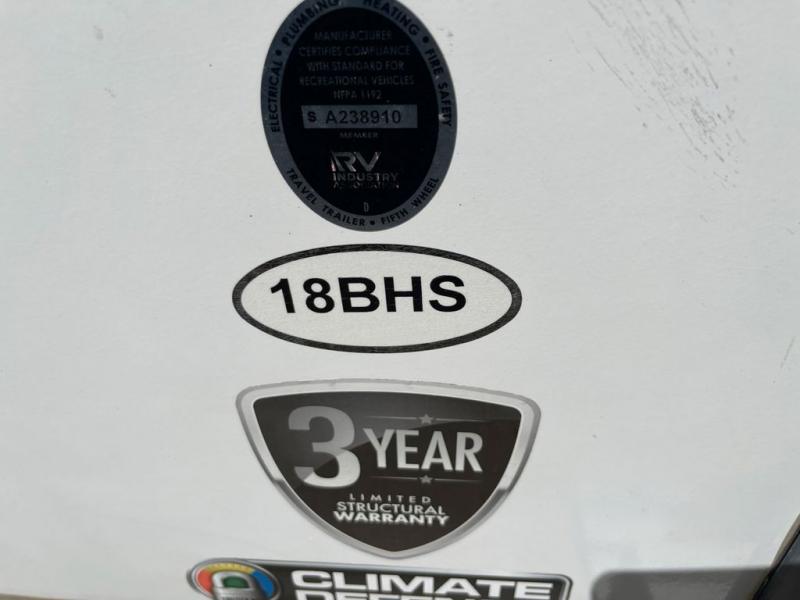 ELECTRICAL • PLUMBING • HEATING • FIRE SAFETY
MANUFACTURER
CERTIFIES COMPLIANCE
WITH STANDARD FOR
RECREATIONAL VEHICLES
NFPA 1192
S A238910
MEMBER
RV
INDUSTRY
ASSOCIATION
D
TRAVEL TRAILER • FIFTH WHEEL
18BHS
3 YEAR
LIMITED
STRUCTURAL
WARRANTY
CLIMATE